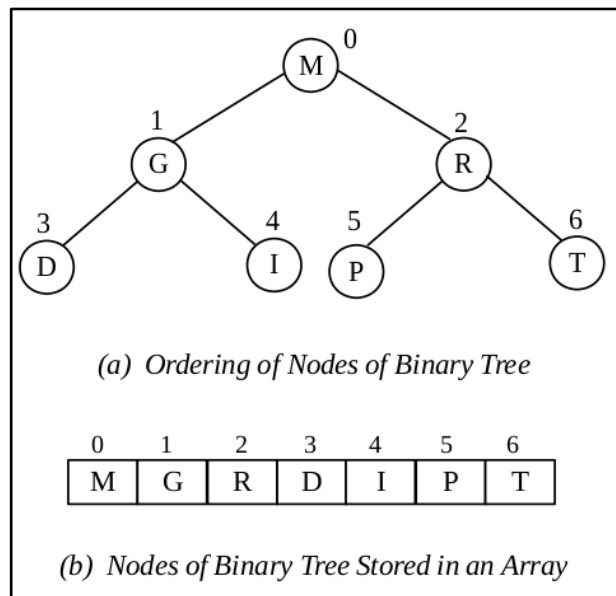 0
M
1
2
G
R
3
4
5
6
D
I
P
T
(a) Ordering of Nodes of Binary Tree
0 1 2 3 4 5 6
M G R D I P T
(b) Nodes of Binary Tree Stored in an Array